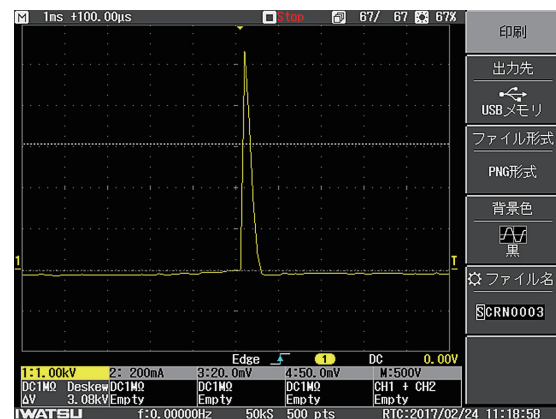 M 1ms +100.00µs Stop 67/ 67 67%
印刷
出力先
USBメモリ
ファイル形式
PNG形式
背景色
黒
ファイル名
SCRN0003
1
T
Edge 1 DC 0.00V
1:1.00kV 2: 200mA 3:20.0mV 4:50.0mV M:500V
DC1MΩ Deskew DC1MΩ DC1MΩ DC1MΩ CH1 + CH2
ΔV 3.08kV Empty Empty Empty Empty
IWATSU f:0.00000Hz 50kS 500 pts RTC:2017/02/24 11:18:58